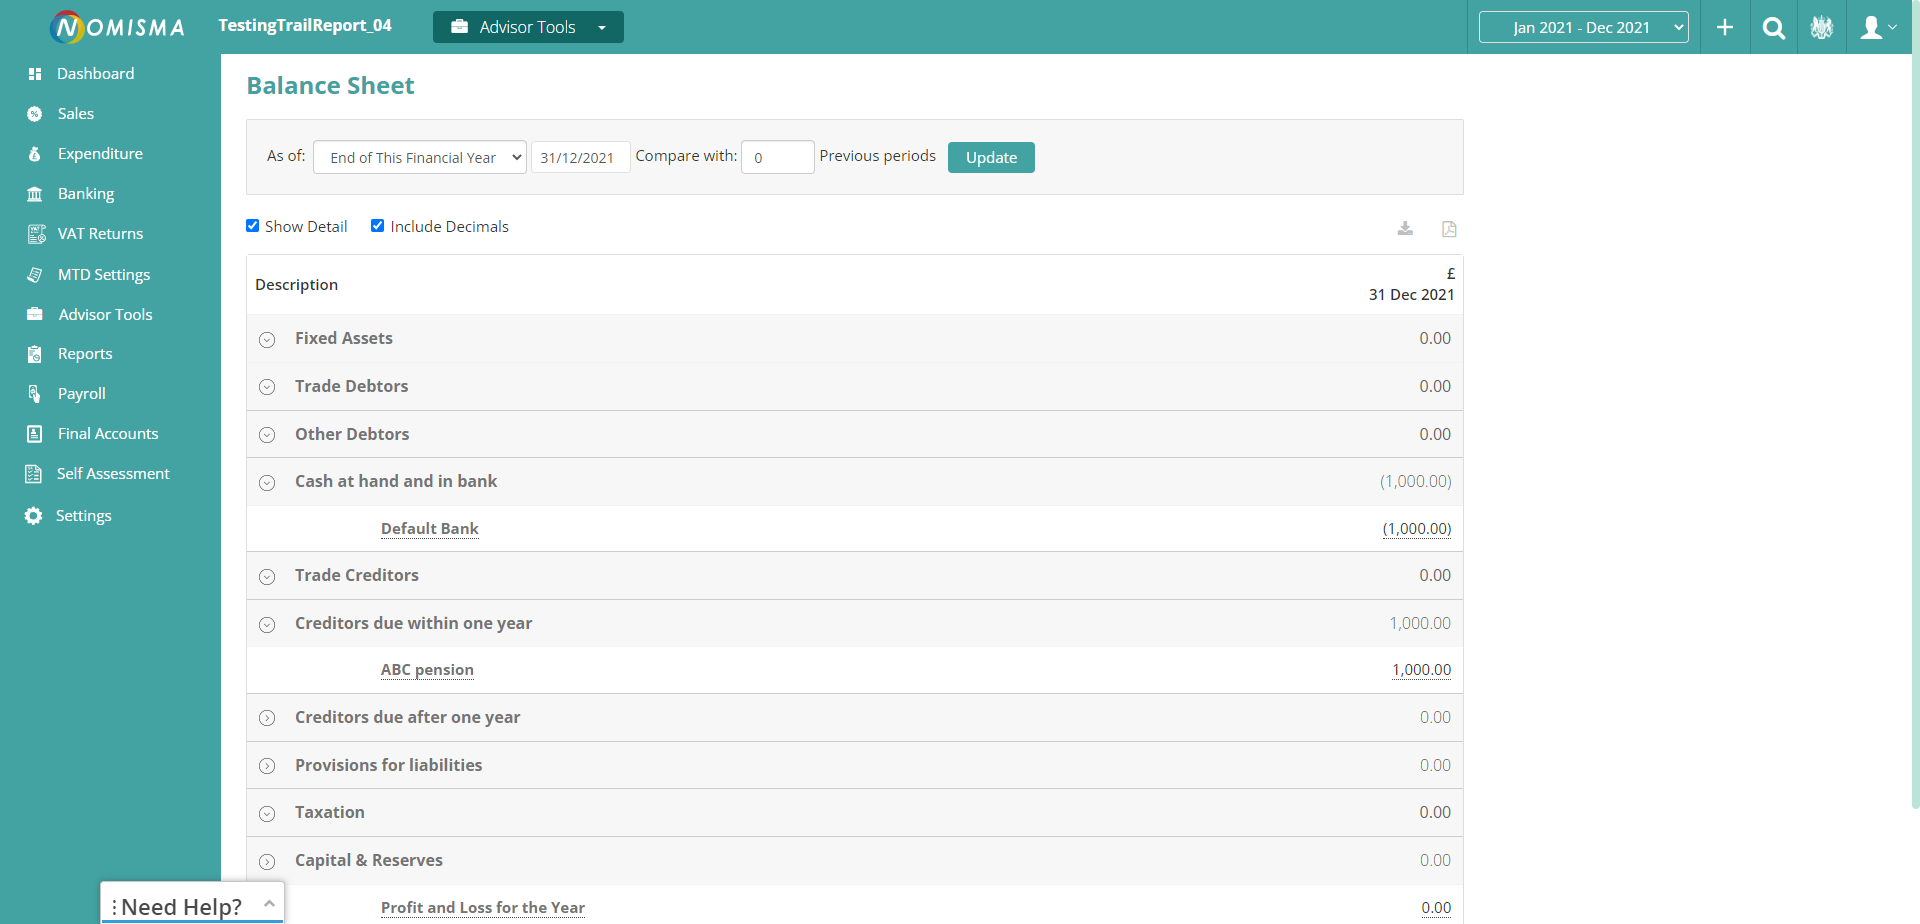 NOMISMA TestingTrailReport_04 Advisor Tools Jan 2021 - Dec 2021
Dashboard
Sales
Expenditure
Banking
VAT Returns
MTD Settings
Advisor Tools
Reports
Payroll
Final Accounts
Self Assessment
Settings
Balance Sheet
As of: End of This Financial Year 31/12/2021 Compare with: 0 Previous periods Update
Show Detail Include Decimals
Description £
31 Dec 2021
Fixed Assets 0.00
Trade Debtors 0.00
Other Debtors 0.00
Cash at hand and in bank (1,000.00)
Default Bank (1,000.00)
Trade Creditors 0.00
Creditors due within one year 1,000.00
ABC pension 1,000.00
Creditors due after one year 0.00
Provisions for liabilities 0.00
Taxation 0.00
Capital & Reserves 0.00
Profit and Loss for the Year 0.00
Need Help?